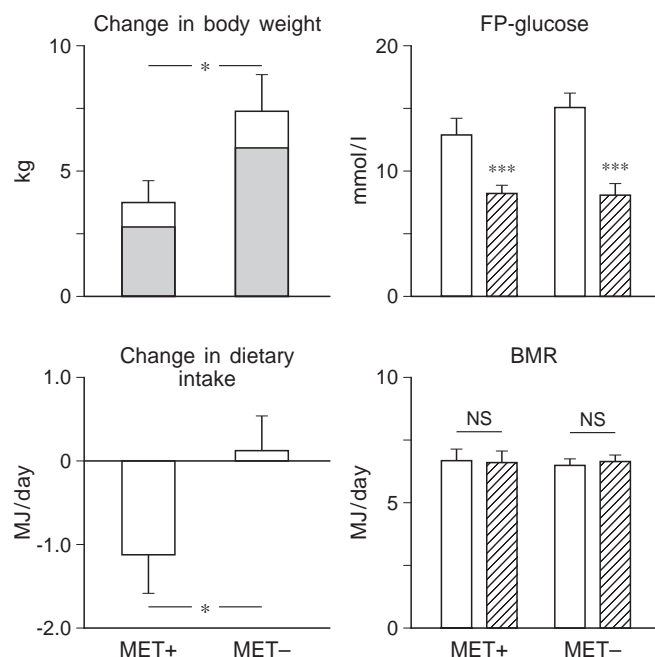 Change in body weight
10
5
0
kg
*
FP-glucose
20
15
10
5
0
mmol/l
***
***
Change in dietary
intake
1.0
0
-1.0
-2.0
MJ/day
*
MET+ MET–
BMR
10
5
0
MJ/day
NS
NS
MET+ MET–